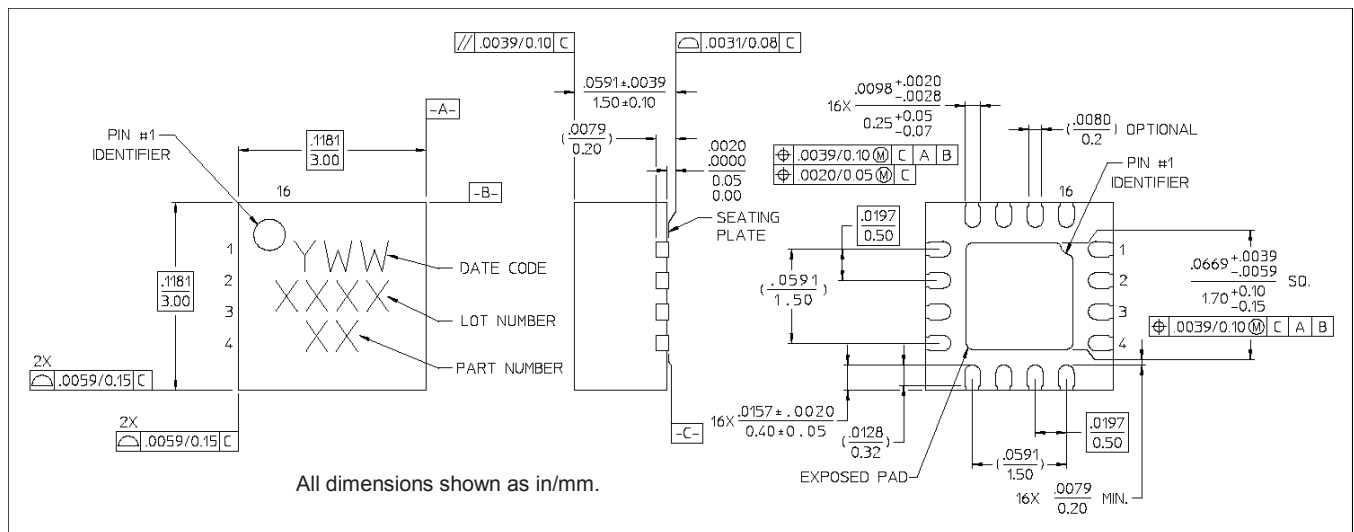 // .0039/0.10 C
⌓ .0031/0.08 C
.0591±.0039
1.50±0.10
(.0079
0.20)
.0020
.0000
0.05
0.00
SEATING
PLATE
-A-
-B-
-C-
PIN #1
IDENTIFIER
.1181
3.00
16
1
2
3
4
YWW
XXXX
XX
DATE CODE
LOT NUMBER
PART NUMBER
.1181
3.00
2X
⌓ .0059/0.15 C
2X
⌓ .0059/0.15 C
All dimensions shown as in/mm.
16X .0098 +.0020
-.0028
0.25 +0.05
-0.07
⌖ .0039/0.10 Ⓜ C A B
⌖ .0020/0.05 Ⓜ C
(.0080
0.2) OPTIONAL
PIN #1
IDENTIFIER
16
.0197
0.50
(.0591
1.50)
1
2
3
4
.0669 +.0039
-.0059
1.70 +0.10
-0.15
SQ.
⌖ .0039/0.10 Ⓜ C A B
16X .0157±.0020
0.40±0.05
(.0128
0.32)
EXPOSED PAD
(.0591
1.50)
.0197
0.50
16X .0079
0.20 MIN.